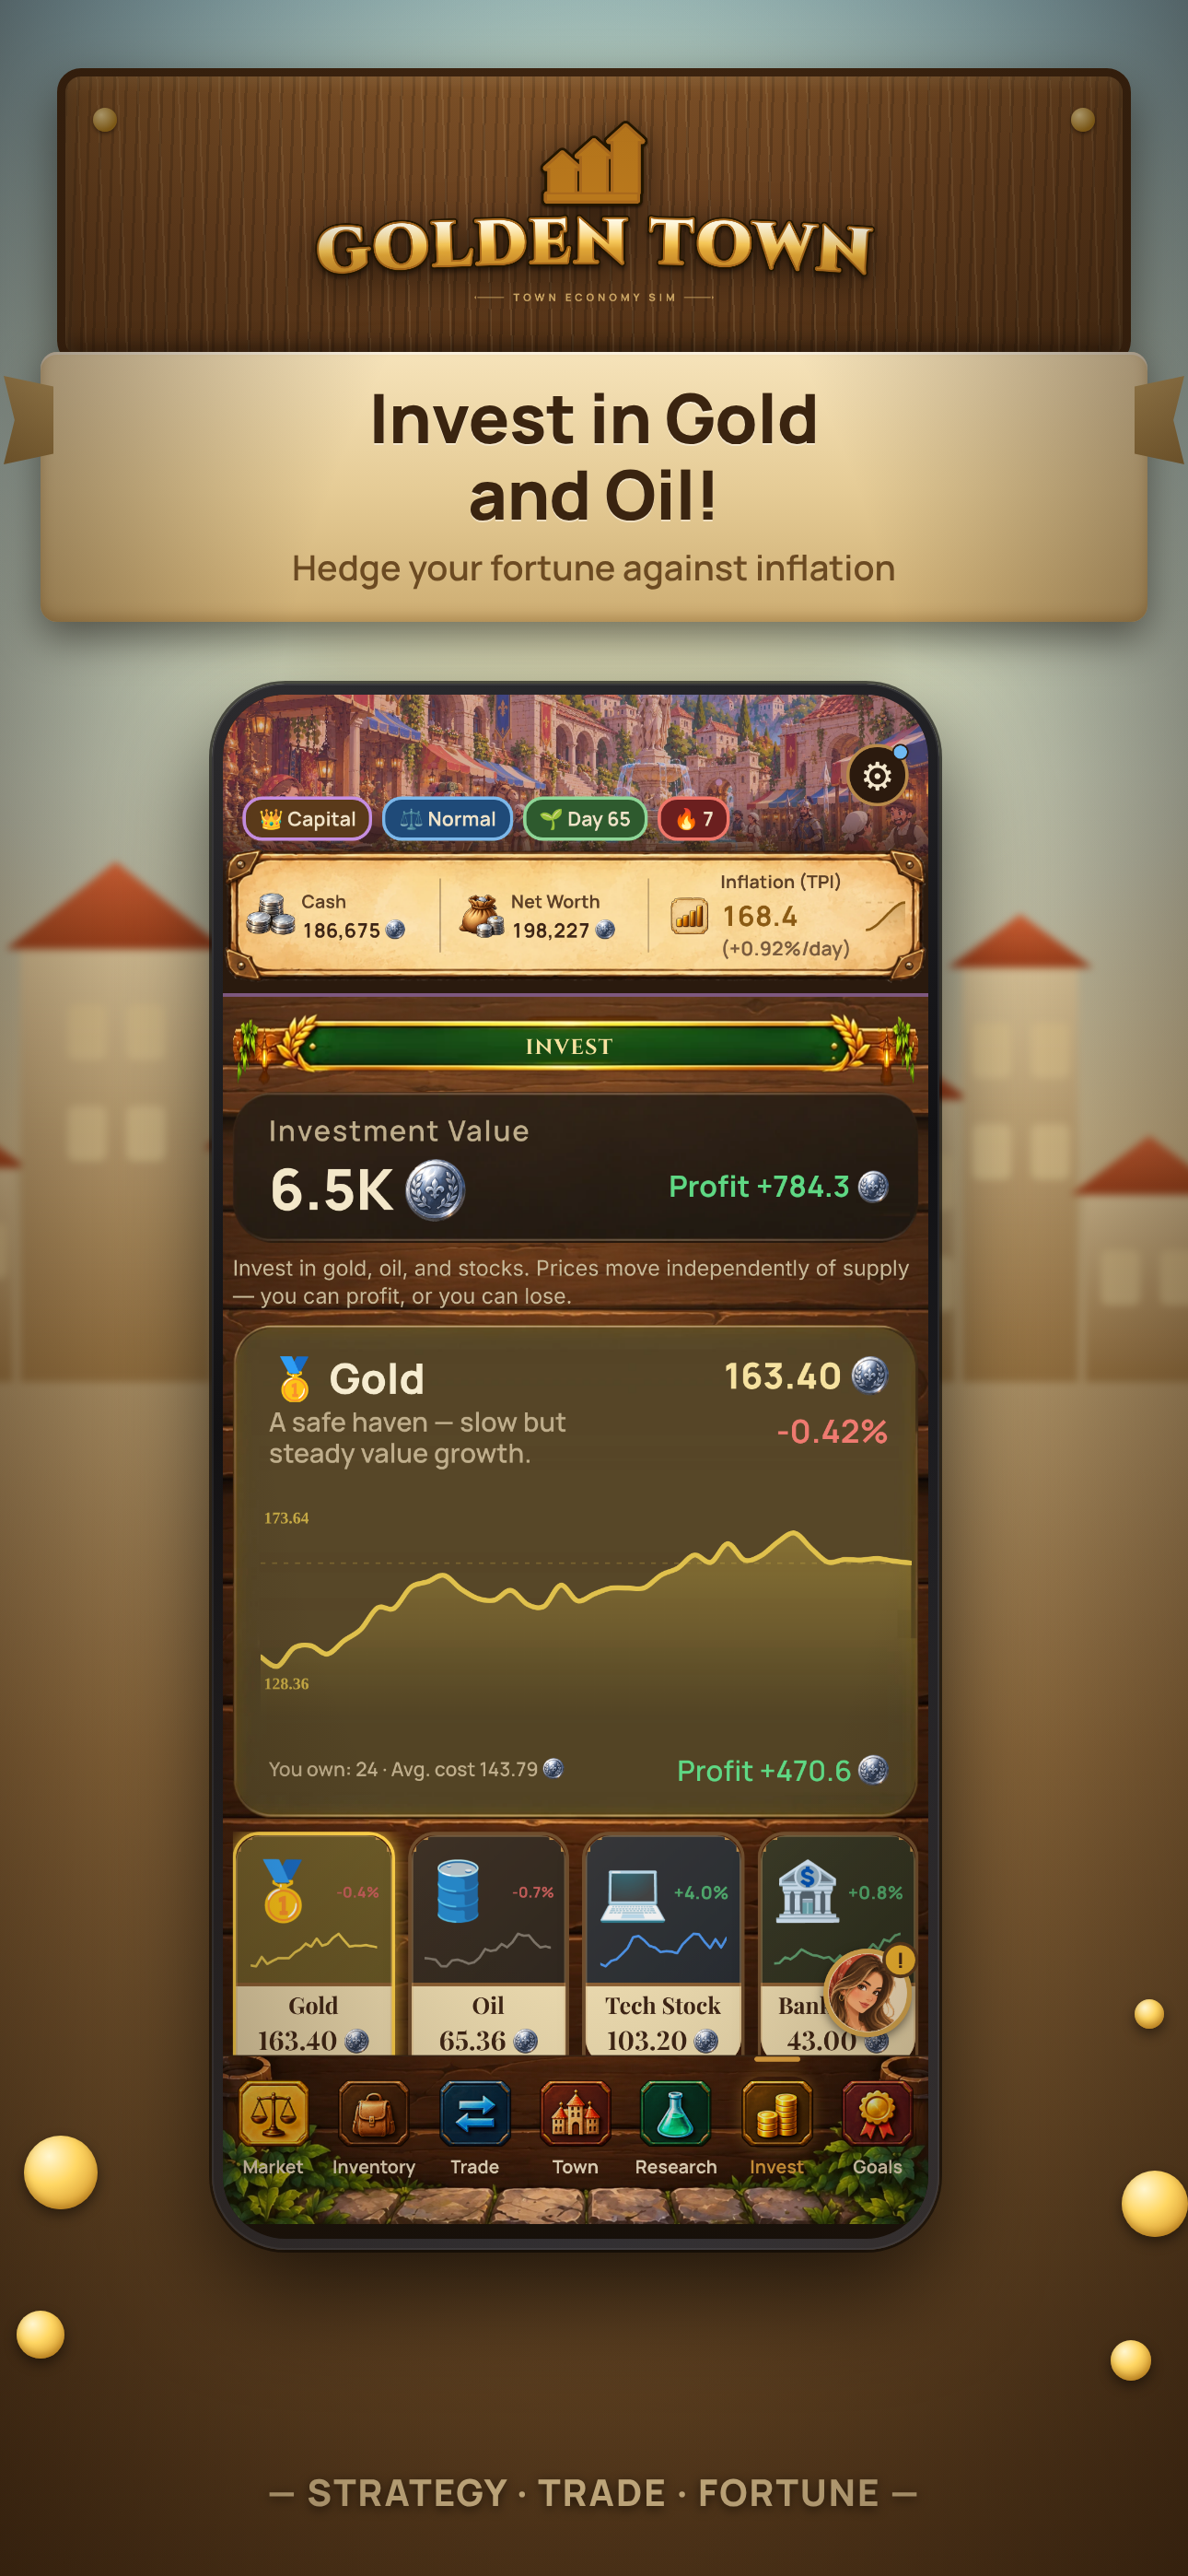 GOLDEN TOWN
TOWN ECONOMY SIM
Invest in Gold
and Oil!
Hedge your fortune against inflation
Capital
Normal
Day 65
7
Cash
186,675
Net Worth
198,227
Inflation (TPI)
168.4
(+0.92%/day)
INVEST
Investment Value
6.5K
Profit +784.3
Invest in gold, oil, and stocks. Prices move independently of supply
— you can profit, or you can lose.
Gold
163.40
A safe haven — slow but
steady value growth.
-0.42%
173.64
128.36
You own: 24 · Avg. cost 143.79
Profit +470.6
-0.4%
-0.7%
+4.0%
+0.8%
Gold
Oil
Tech Stock
Bank
163.40
65.36
103.20
43.00
!
Market
Inventory
Trade
Town
Research
Invest
Goals
— STRATEGY · TRADE · FORTUNE —